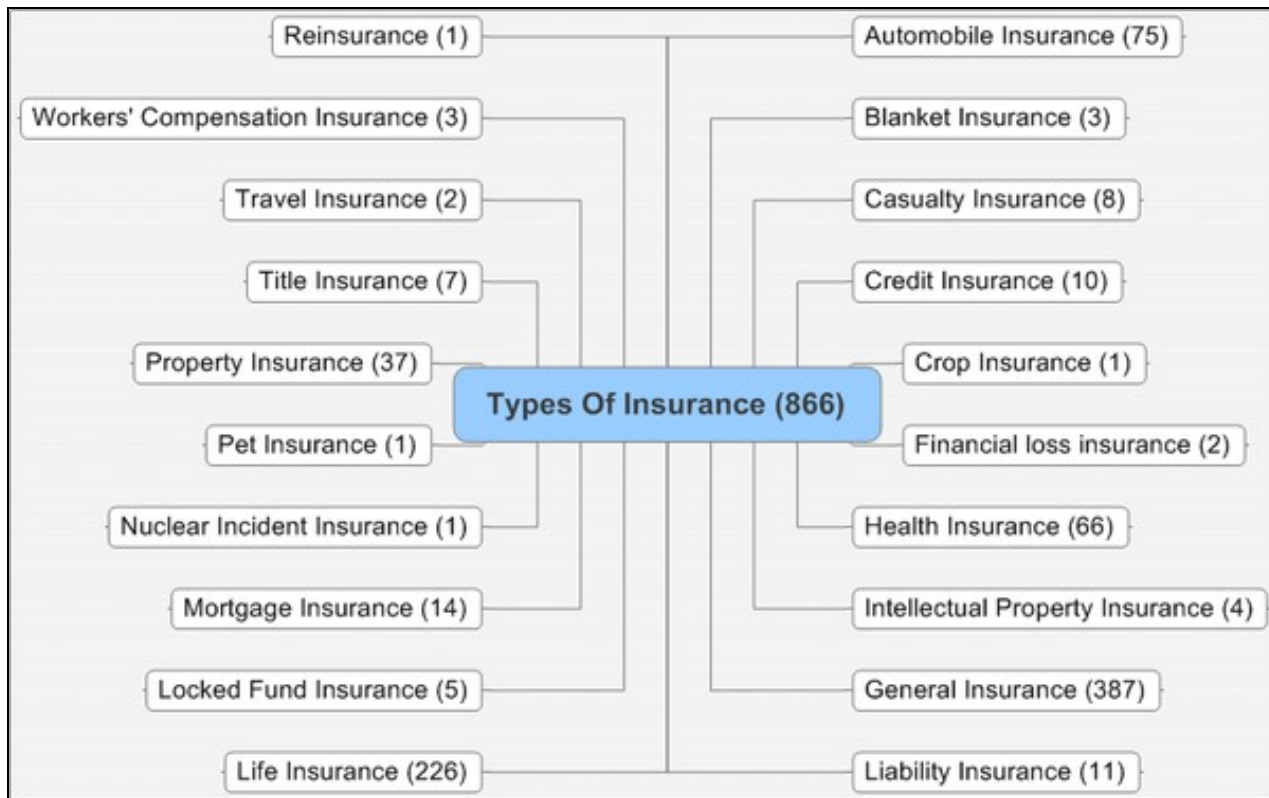 Reinsurance (1)
Automobile Insurance (75)
Workers' Compensation Insurance (3)
Blanket Insurance (3)
Travel Insurance (2)
Casualty Insurance (8)
Title Insurance (7)
Credit Insurance (10)
Property Insurance (37)
Crop Insurance (1)
Types Of Insurance (866)
Pet Insurance (1)
Financial loss insurance (2)
Nuclear Incident Insurance (1)
Health Insurance (66)
Mortgage Insurance (14)
Intellectual Property Insurance (4)
Locked Fund Insurance (5)
General Insurance (387)
Life Insurance (226)
Liability Insurance (11)